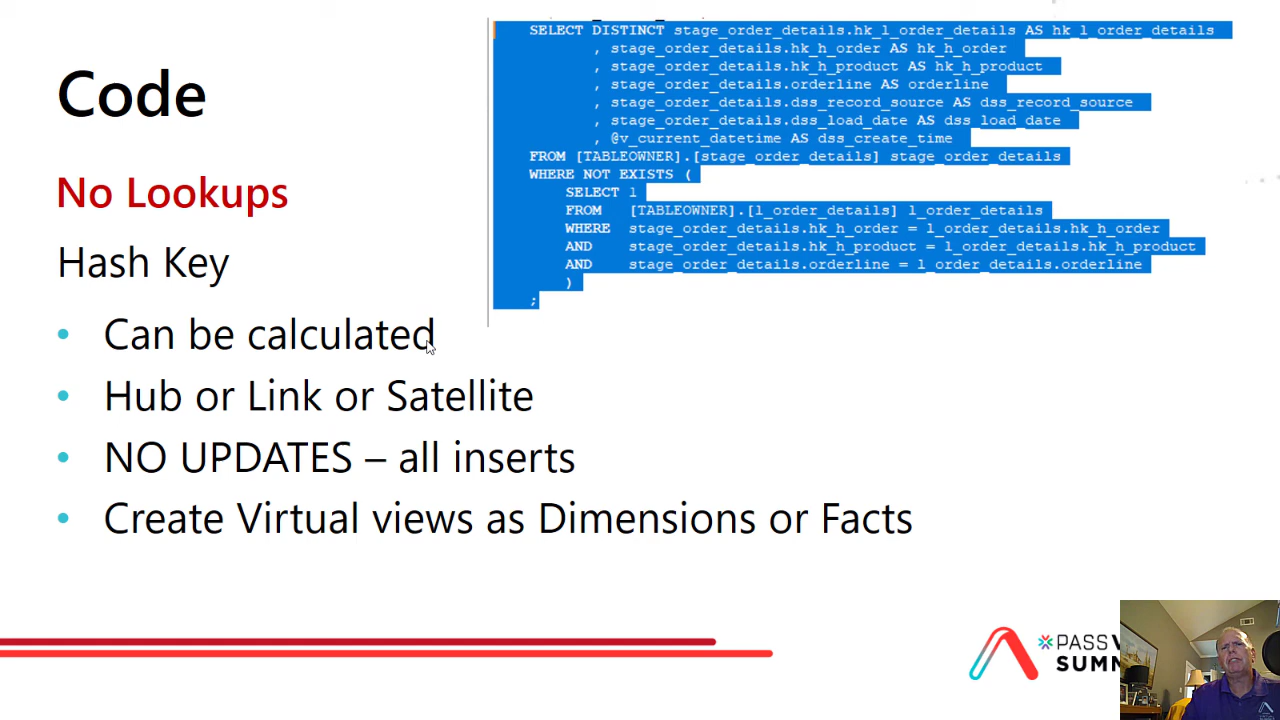 Code
No Lookups
Hash Key
• Can be calculated
• Hub or Link or Satellite
• NO UPDATES – all inserts
• Create Virtual views as Dimensions or Facts
SELECT DISTINCT stage_order_details.hk_l_order_details AS hk_l_order_details
, stage_order_details.hk_h_order AS hk_h_order
, stage_order_details.hk_h_product AS hk_h_product
, stage_order_details.orderline AS orderline
, stage_order_details.dss_record_source AS dss_record_source
, stage_order_details.dss_load_date AS dss_load_date
, @v_current_datetime AS dss_create_time
FROM [TABLEOWNER].[stage_order_details] stage_order_details
WHERE NOT EXISTS (
SELECT 1
FROM [TABLEOWNER].[l_order_details] l_order_details
WHERE stage_order_details.hk_h_order = l_order_details.hk_h_order
AND stage_order_details.hk_h_product = l_order_details.hk_h_product
AND stage_order_details.orderline = l_order_details.orderline
)
;
PASS